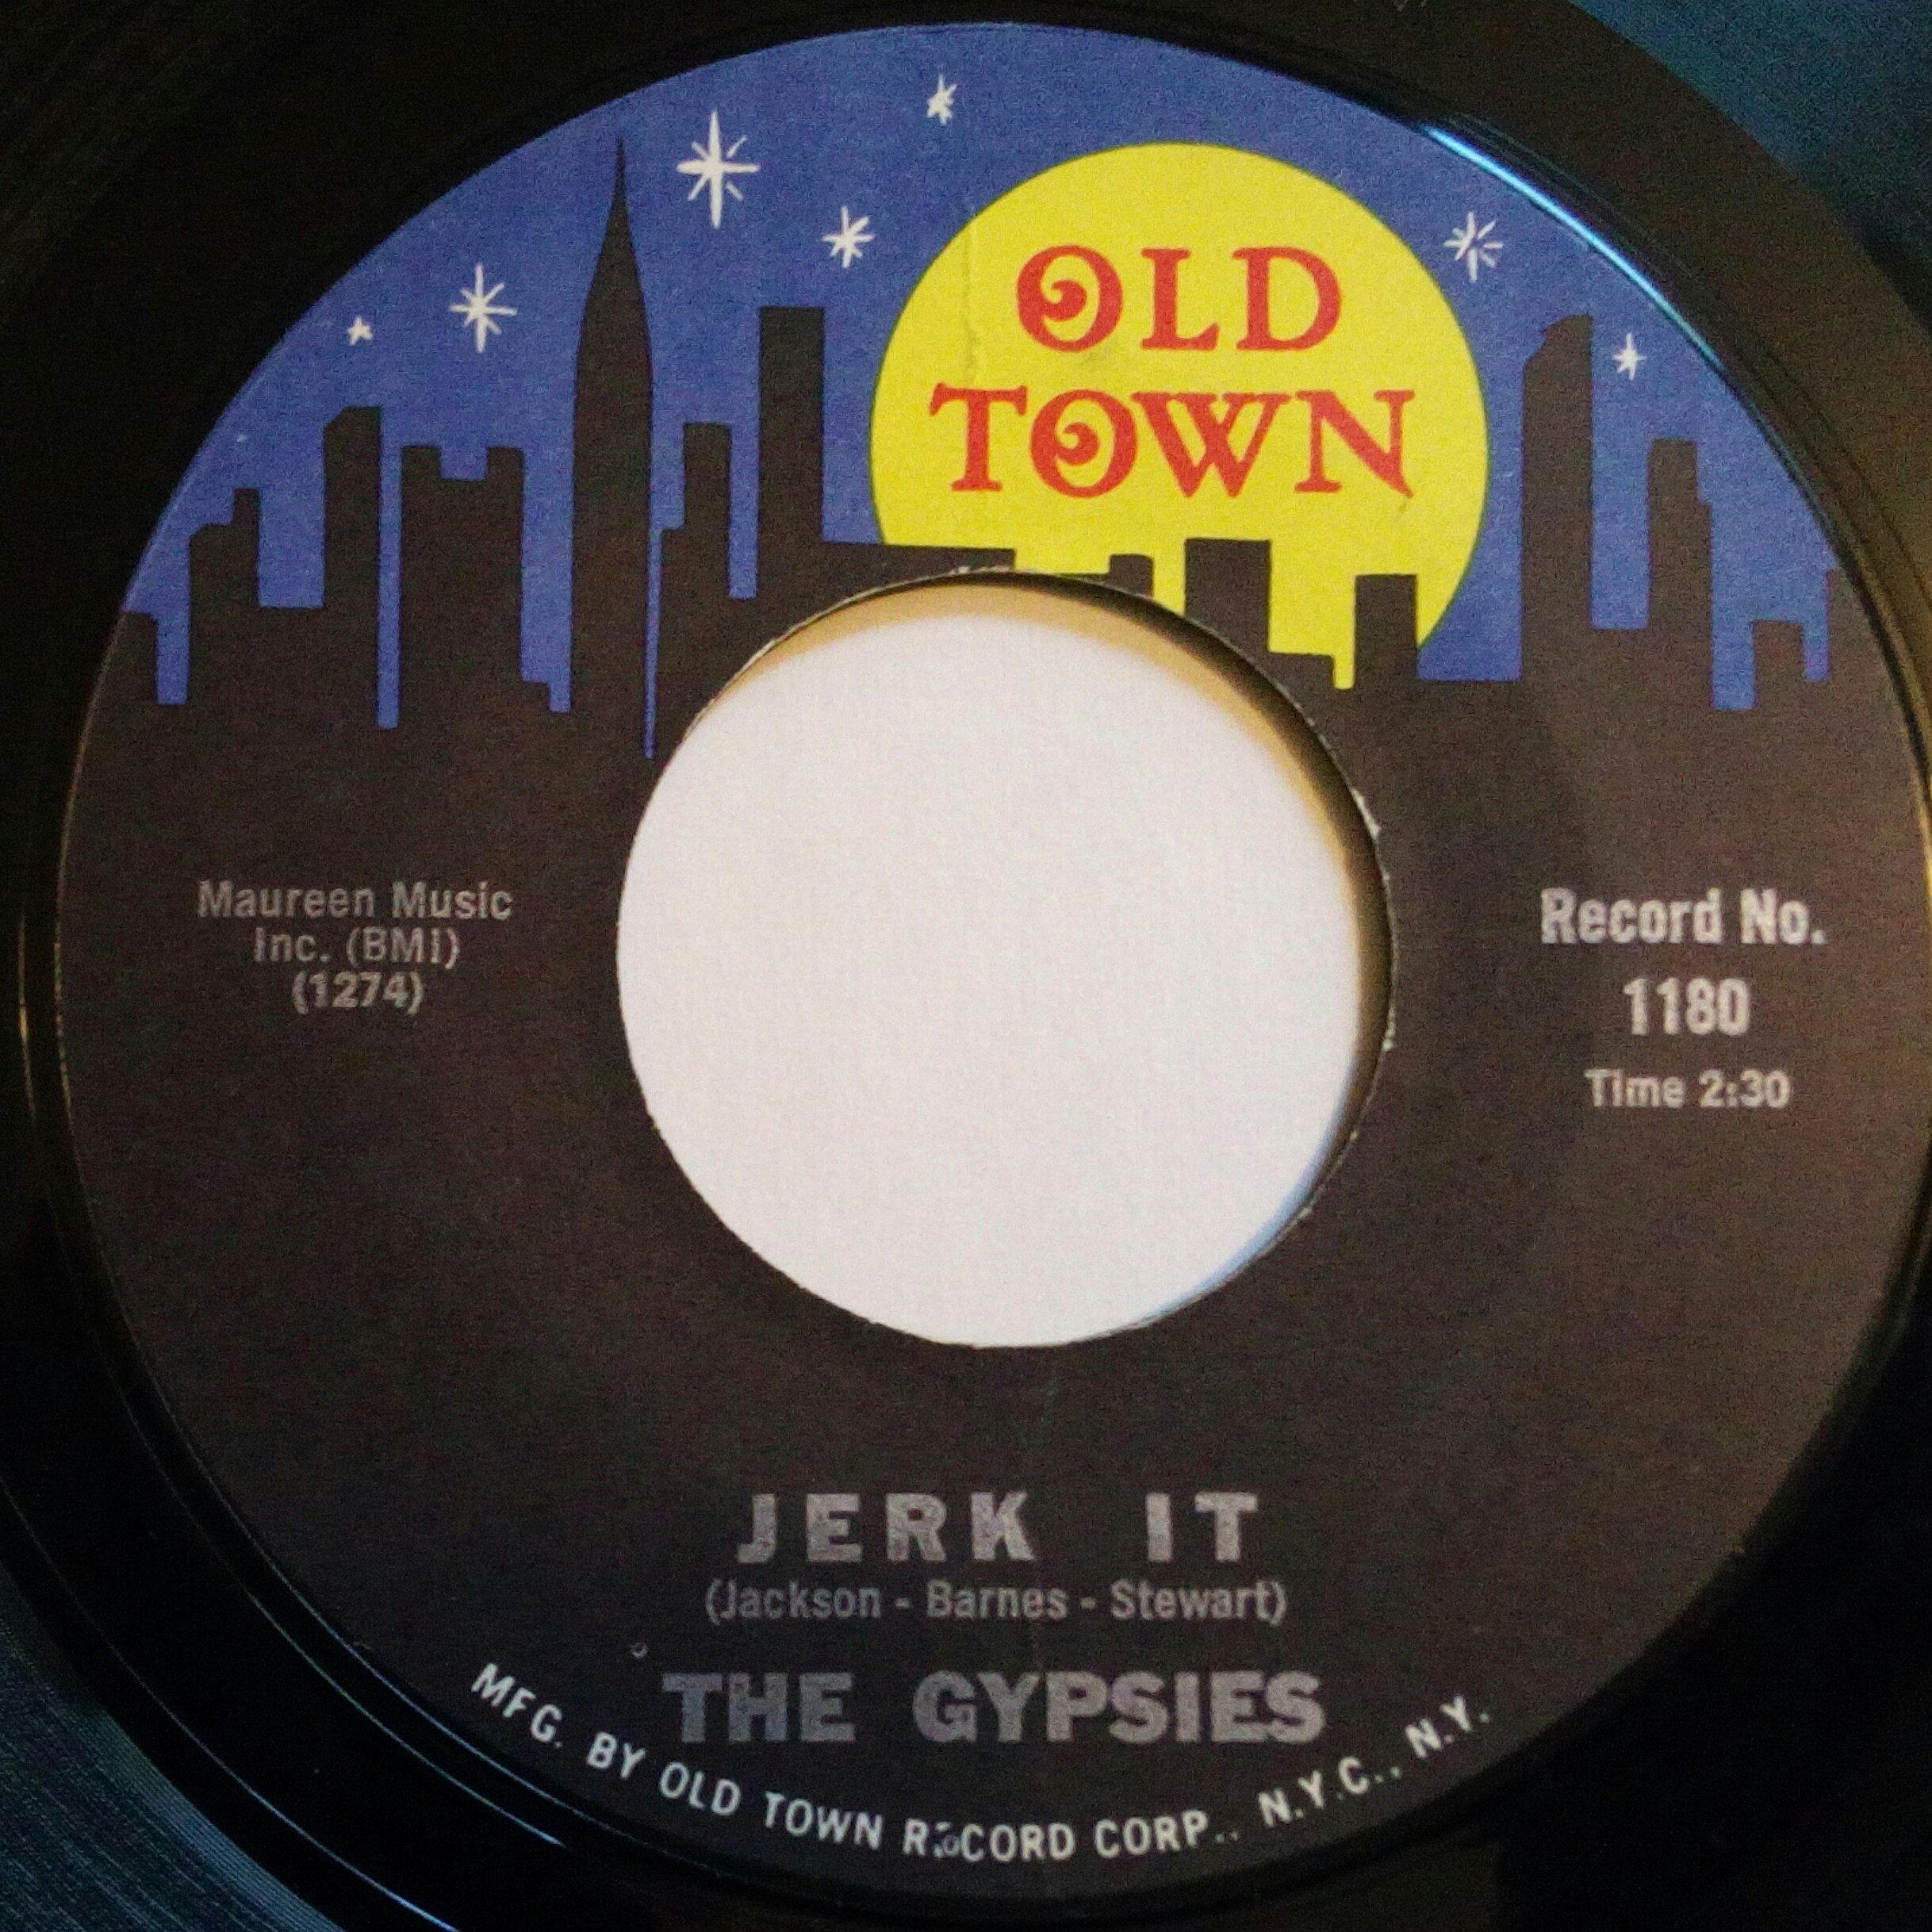 OLD
TOWN
Maureen Music
Inc. (BMI)
(1274)
Record No.
1180
Time 2:30
JERK IT
(Jackson - Barnes - Stewart)
THE GYPSIES
MFG. BY OLD TOWN RECORD CORP., N.Y.C., N.Y.